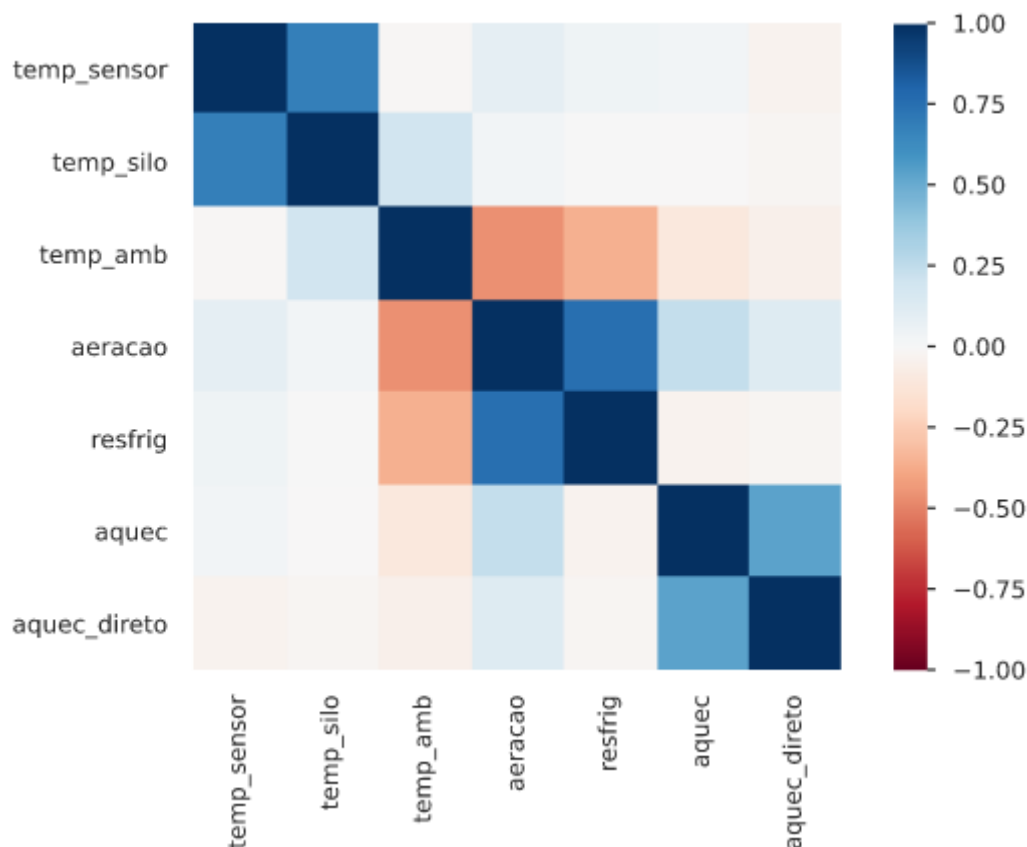 temp_sensor
temp_silo
temp_amb
aeracao
resfrig
aquec
aquec_direto
temp_sensor
temp_silo
temp_amb
aeracao
resfrig
aquec
aquec_direto
1.00
0.75
0.50
0.25
0.00
−0.25
−0.50
−0.75
−1.00